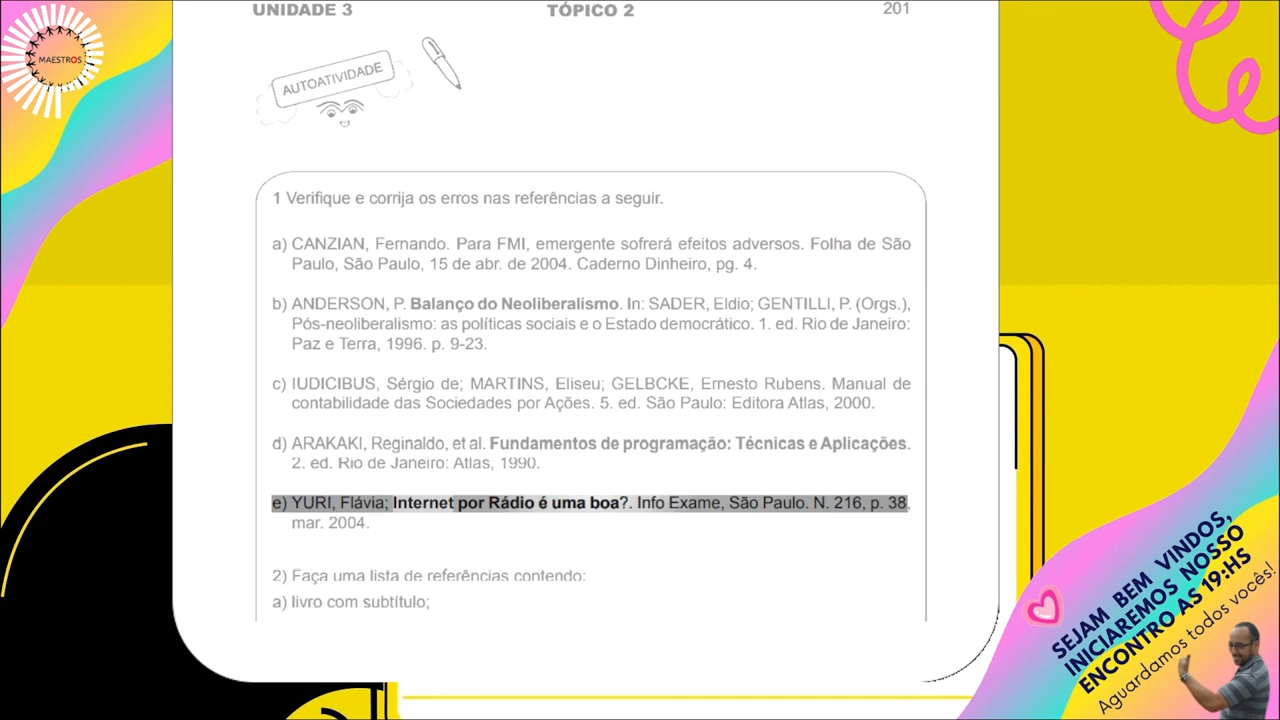 UNIDADE 3 TÓPICO 2 201
MAESTROS
AUTOATIVIDADE
1 Verifique e corrija os erros nas referências a seguir.
a) CANZIAN, Fernando. Para FMI, emergente sofrerá efeitos adversos. Folha de São
Paulo, São Paulo, 15 de abr. de 2004. Caderno Dinheiro, pg. 4.
b) ANDERSON, P. Balanço do Neoliberalismo. In: SADER, Eldio; GENTILLI, P. (Orgs.),
Pós-neoliberalismo: as políticas sociais e o Estado democrático. 1. ed. Rio de Janeiro:
Paz e Terra, 1996. p. 9-23.
c) IUDICIBUS, Sérgio de; MARTINS, Eliseu; GELBCKE, Ernesto Rubens. Manual de
contabilidade das Sociedades por Ações. 5. ed. São Paulo: Editora Atlas, 2000.
d) ARAKAKI, Reginaldo, et al. Fundamentos de programação: Técnicas e Aplicações.
2. ed. Rio de Janeiro: Atlas, 1990.
e) YURI, Flávia; Internet por Rádio é uma boa?. Info Exame, São Paulo. N. 216, p. 38,
mar. 2004.
2) Faça uma lista de referências contendo:
a) livro com subtítulo;
SEJAM BEM VINDOS,
INICIAREMOS NOSSO
ENCONTRO AS 19:HS
Aguardamos todos vocês!